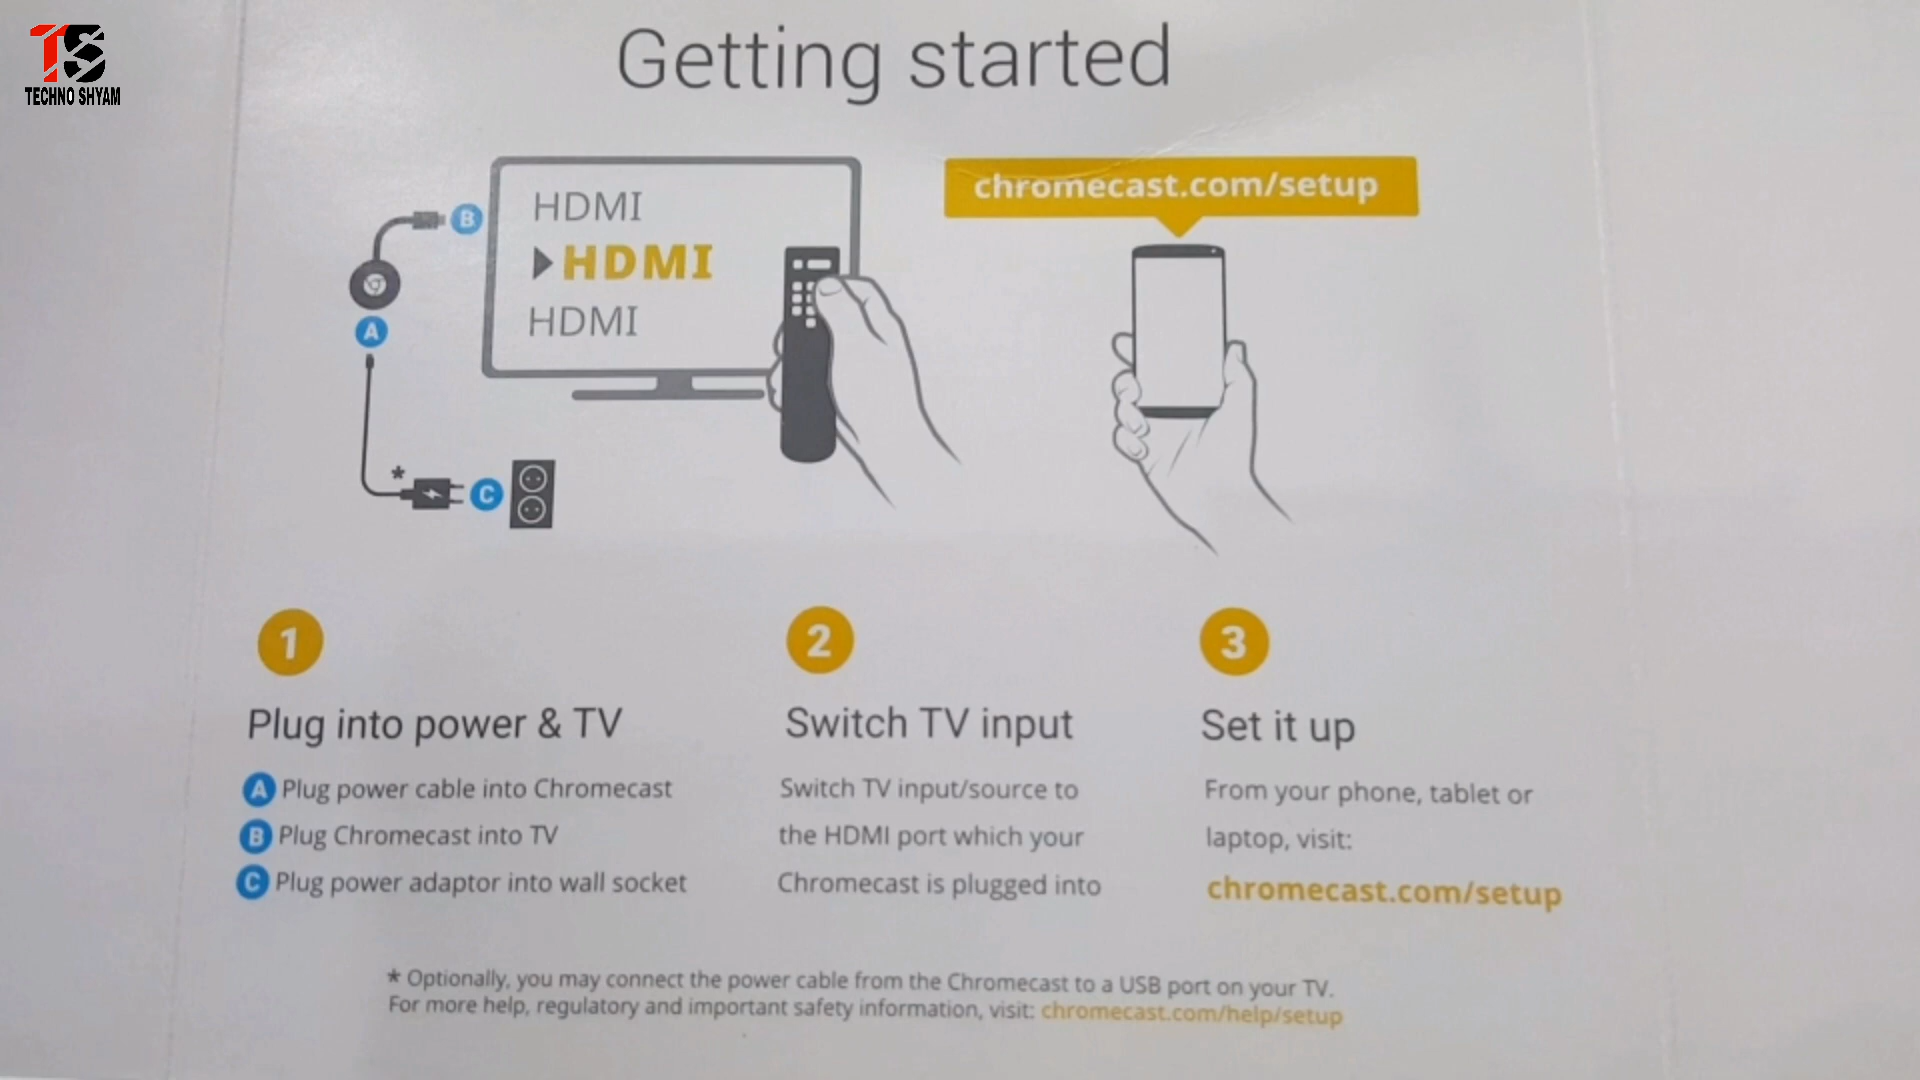 TS
TECHNO SHYAM
Getting started
HDMI
HDMI
HDMI
B
A
*
C
chromecast.com/setup
1
Plug into power & TV
A Plug power cable into Chromecast
B Plug Chromecast into TV
C Plug power adaptor into wall socket
2
Switch TV input
Switch TV input/source to
the HDMI port which your
Chromecast is plugged into
3
Set it up
From your phone, tablet or
laptop, visit:
chromecast.com/setup
* Optionally, you may connect the power cable from the Chromecast to a USB port on your TV.
For more help, regulatory and important safety information, visit: chromecast.com/help/setup